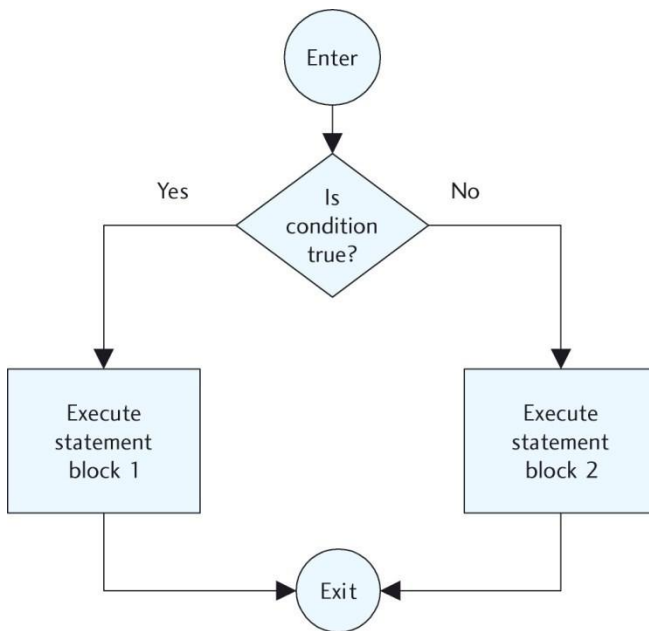 Enter
Yes
No
Is
condition
true?
Execute
statement
block 1
Execute
statement
block 2
Exit